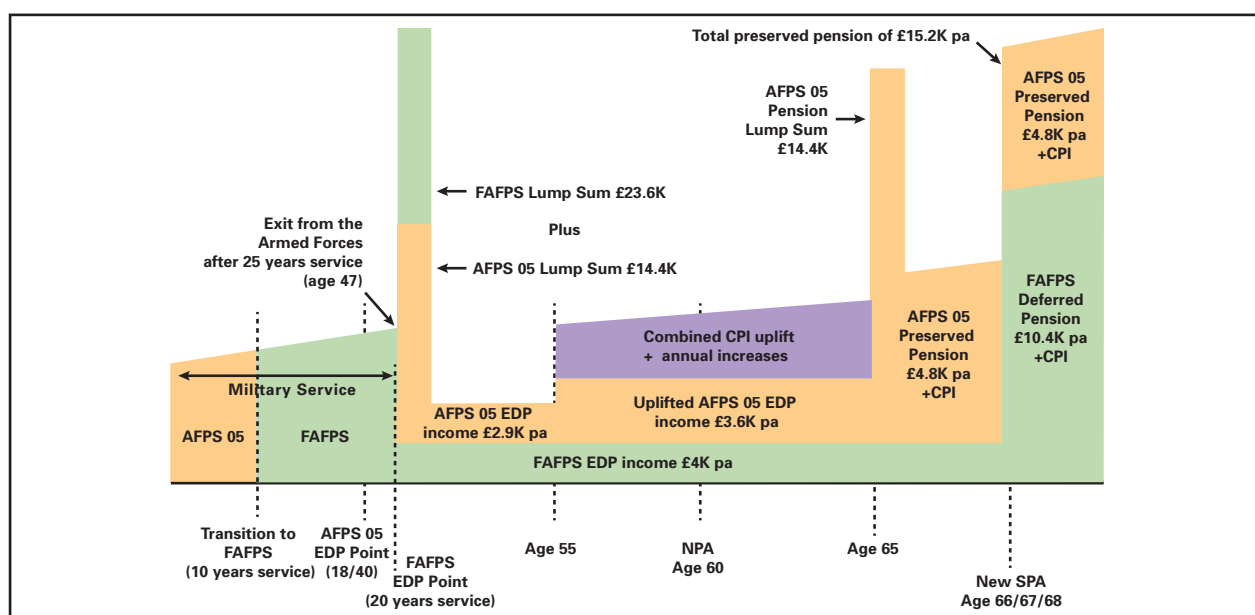 Total preserved pension of £15.2K pa
AFPS 05
Preserved
Pension
£4.8K pa
+CPI
AFPS 05
Pension
Lump Sum
£14.4K
FAFPS Lump Sum £23.6K
Plus
AFPS 05 Lump Sum £14.4K
Exit from the
Armed Forces
after 25 years service
(age 47)
Combined CPI uplift
+ annual increases
AFPS 05
Preserved
Pension
£4.8K pa
+CPI
FAFPS
Deferred
Pension
£10.4K pa
+CPI
Military Service
AFPS 05
FAFPS
AFPS 05 EDP
income £2.9K pa
Uplifted AFPS 05 EDP
income £3.6K pa
FAFPS EDP income £4K pa
Transition to
FAFPS
(10 years service)
AFPS 05
EDP Point
(18/40)
FAFPS
EDP Point
(20 years service)
Age 55
NPA
Age 60
Age 65
New SPA
Age 66/67/68